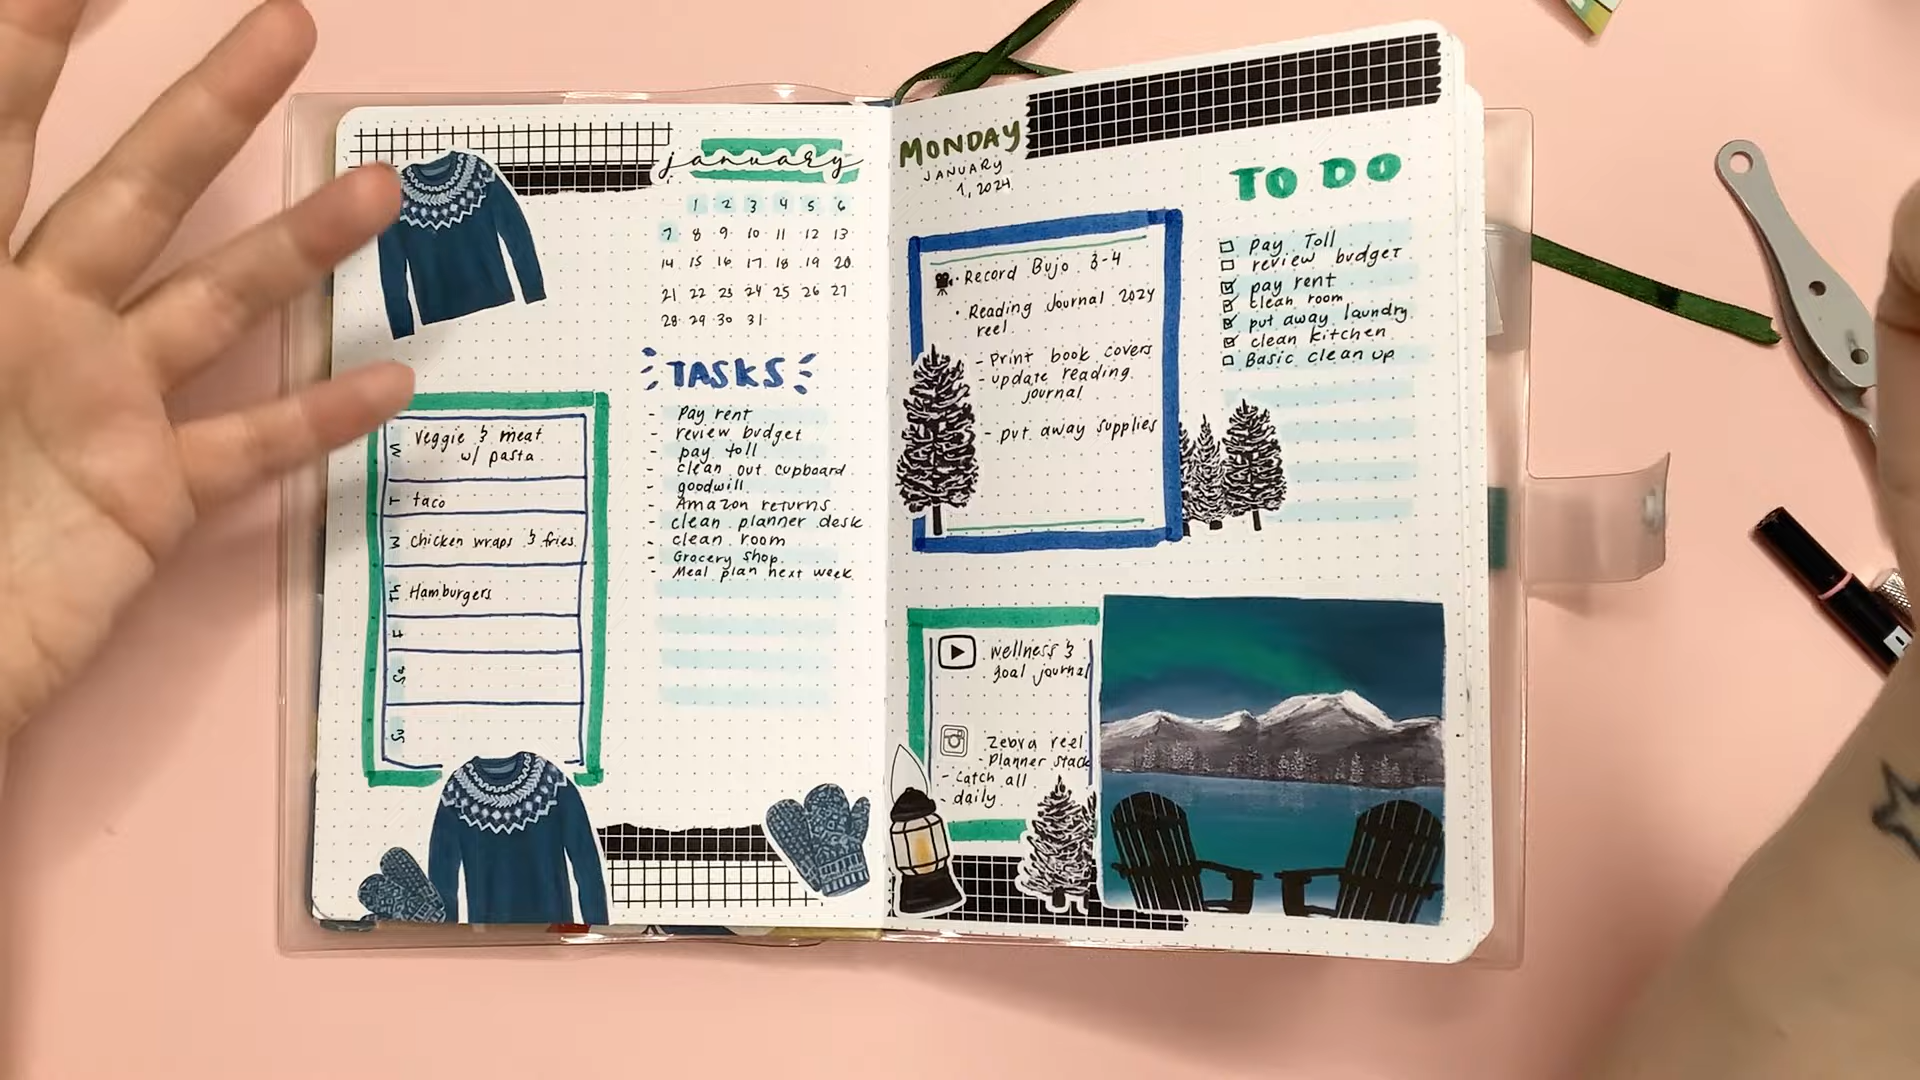 january
1 2 3 4 5 6
7 8 9 10 11 12 13
14 15 16 17 18 19 20
21 22 23 24 25 26 27
28 29 30 31
TASKS
- Pay rent
- review budget
- pay toll
- clean out cupboard
- goodwill
- Amazon returns
- clean planner desk
- clean room
- Grocery shop
- Meal plan next week
M Veggie & meat
w/ pasta
T taco
W chicken wraps & fries
Th Hamburgers
F
Sa
Su
MONDAY
JANUARY
1, 2024
• Record Bujo 3-4
• Reading Journal 2024
reel
- Print book covers
- update reading
journal
- put away supplies
TO DO
pay Toll
review budget
pay rent
clean room
put away laundry
clean kitchen
Basic clean up
wellness &
goal journal
Zebra reel
- Planner stack
- catch all
- daily